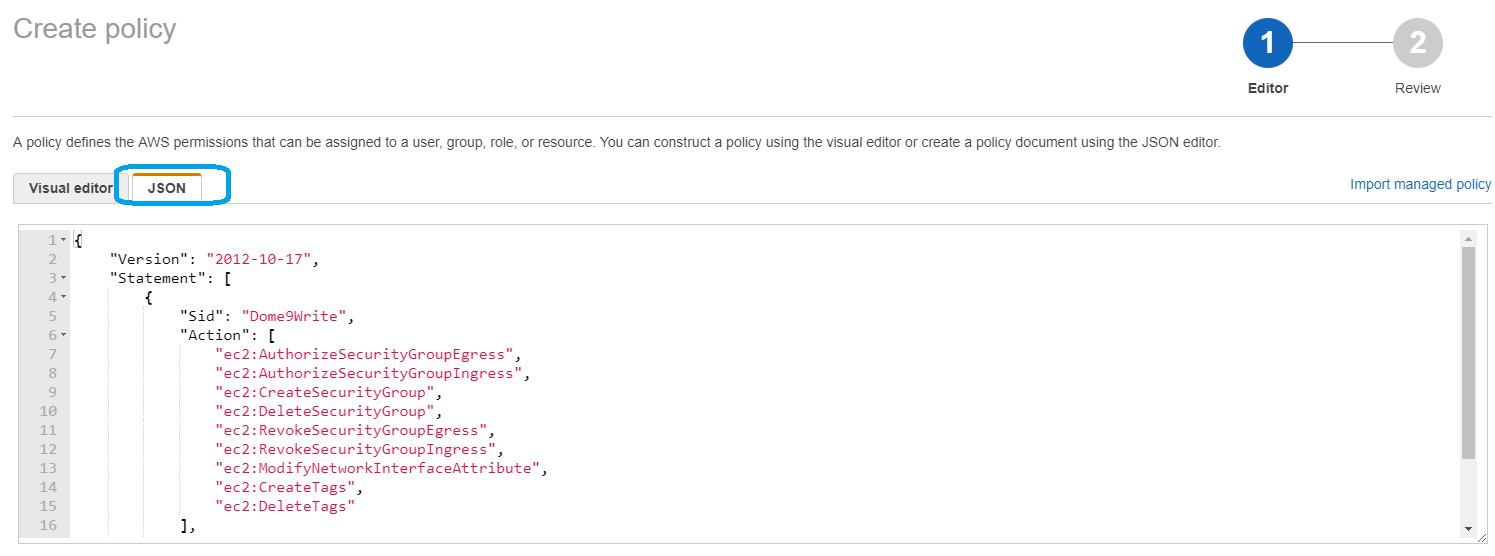 Create policy
1
2
Editor
Review
A policy defines the AWS permissions that can be assigned to a user, group, role, or resource. You can construct a policy using the visual editor or create a policy document using the JSON editor.
Visual editor
JSON
Import managed policy
1 {
2     "Version": "2012-10-17",
3     "Statement": [
4         {
5             "Sid": "Dome9Write",
6             "Action": [
7                 "ec2:AuthorizeSecurityGroupEgress",
8                 "ec2:AuthorizeSecurityGroupIngress",
9                 "ec2:CreateSecurityGroup",
10                 "ec2:DeleteSecurityGroup",
11                 "ec2:RevokeSecurityGroupEgress",
12                 "ec2:RevokeSecurityGroupIngress",
13                 "ec2:ModifyNetworkInterfaceAttribute",
14                 "ec2:CreateTags",
15                 "ec2:DeleteTags"
16             ],